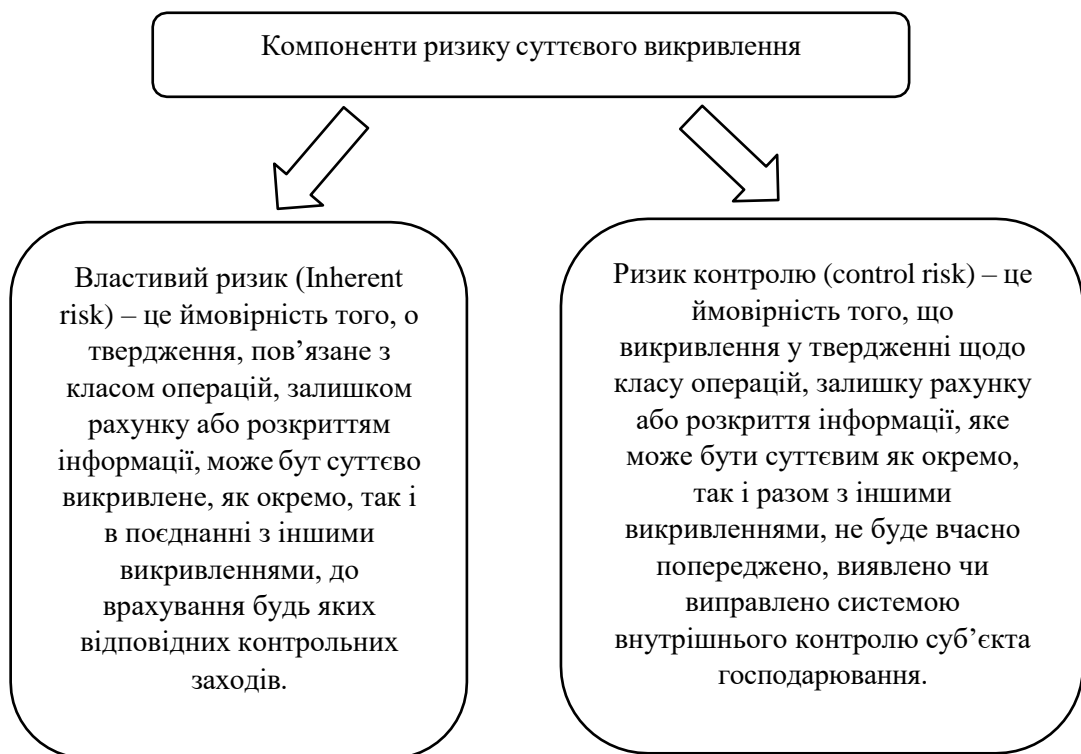 Компоненти ризику суттєвого викривлення
Властивий ризик (Inherent
risk) – це ймовірність того, о
твердження, пов’язане з
класом операцій, залишком
рахунку або розкриттям
інформації, може бут суттєво
викривлене, як окремо, так і
в поєднанні з іншими
викривленнями, до
врахування будь яких
відповідних контрольних
заходів.
Ризик контролю (control risk) – це
ймовірність того, що
викривлення у твердженні щодо
класу операцій, залишку рахунку
або розкриття інформації, яке
може бути суттєвим як окремо,
так і разом з іншими
викривленнями, не буде вчасно
попереджено, виявлено чи
виправлено системою
внутрішнього контролю суб’єкта
господарювання.